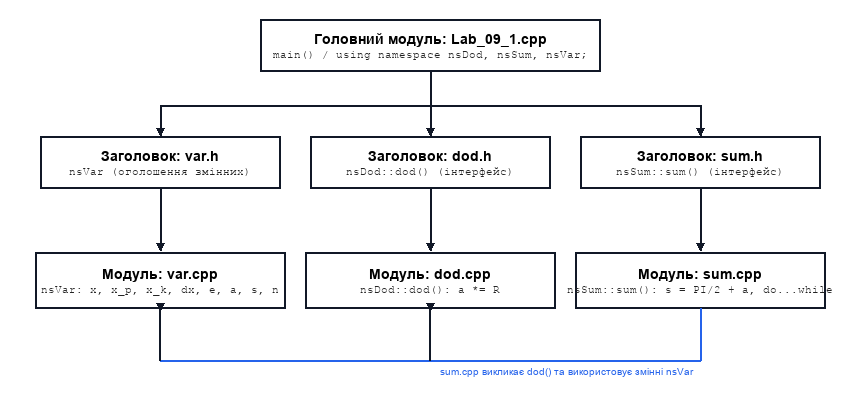 Головний модуль: Lab_09_1.cpp
main() / using namespace nsDod, nsSum, nsVar;
Заголовок: var.h
nsVar (оголошення змінних)
Заголовок: dod.h
nsDod::dod() (інтерфейс)
Заголовок: sum.h
nsSum::sum() (інтерфейс)
Модуль: var.cpp
nsVar: x, x_p, x_k, dx, e, a, s, n
Модуль: dod.cpp
nsDod::dod(): a *= R
Модуль: sum.cpp
nsSum::sum(): s = PI/2 + a, do...while
sum.cpp викликає dod() та використовує змінні nsVar